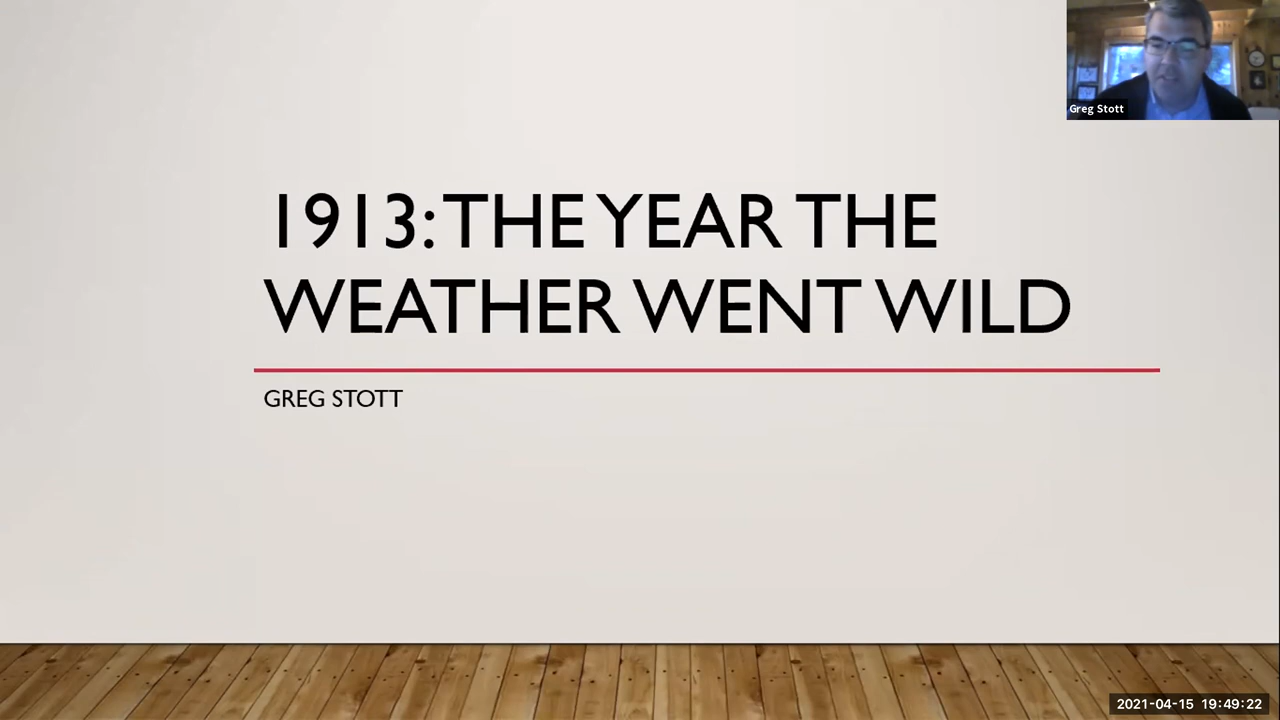 Greg Stott
1913: THE YEAR THE
WEATHER WENT WILD
GREG STOTT
2021-04-15 19:49:22